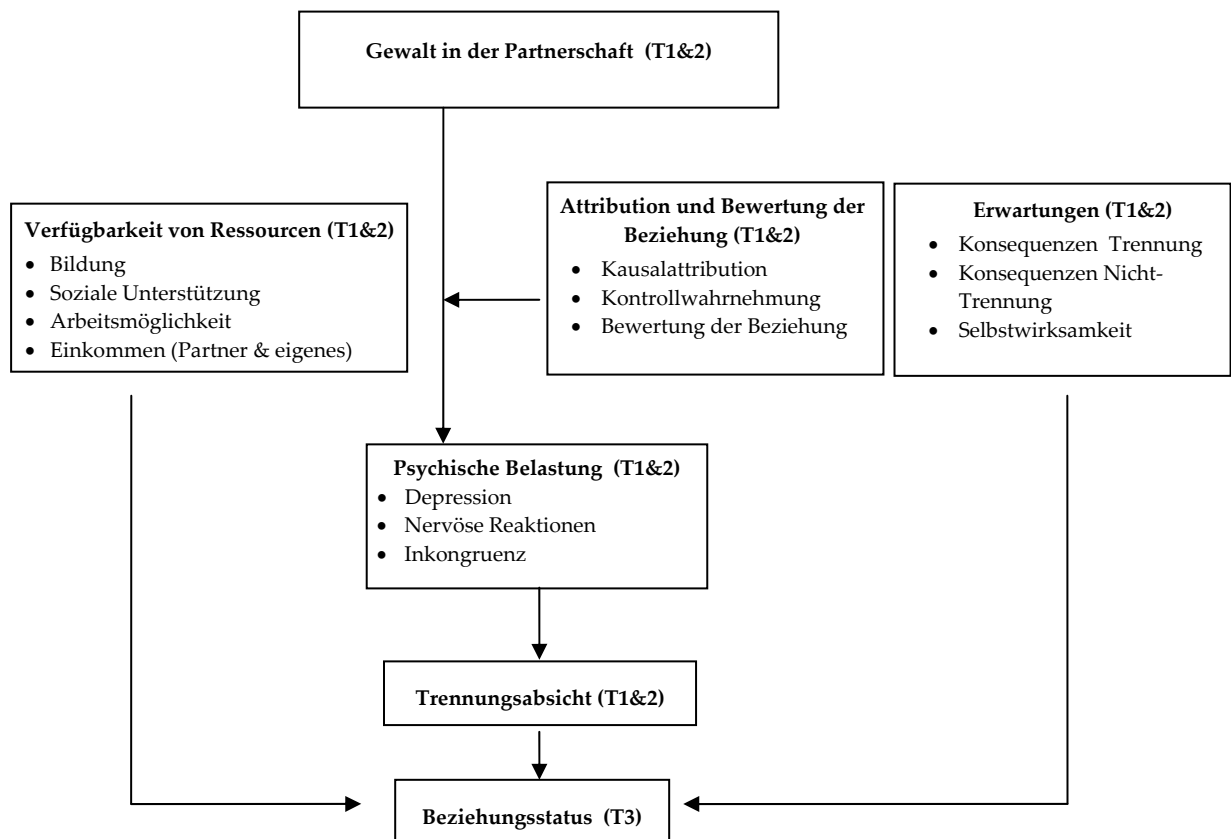 Gewalt in der Partnerschaft (T1&2)
Verfügbarkeit von Ressourcen (T1&2)
• Bildung
• Soziale Unterstützung
• Arbeitsmöglichkeit
• Einkommen (Partner & eigenes)
Attribution und Bewertung der
Beziehung (T1&2)
• Kausalattribution
• Kontrollwahrnehmung
• Bewertung der Beziehung
Erwartungen (T1&2)
• Konsequenzen Trennung
• Konsequenzen Nicht-
Trennung
• Selbstwirksamkeit
Psychische Belastung (T1&2)
• Depression
• Nervöse Reaktionen
• Inkongruenz
Trennungsabsicht (T1&2)
Beziehungsstatus (T3)